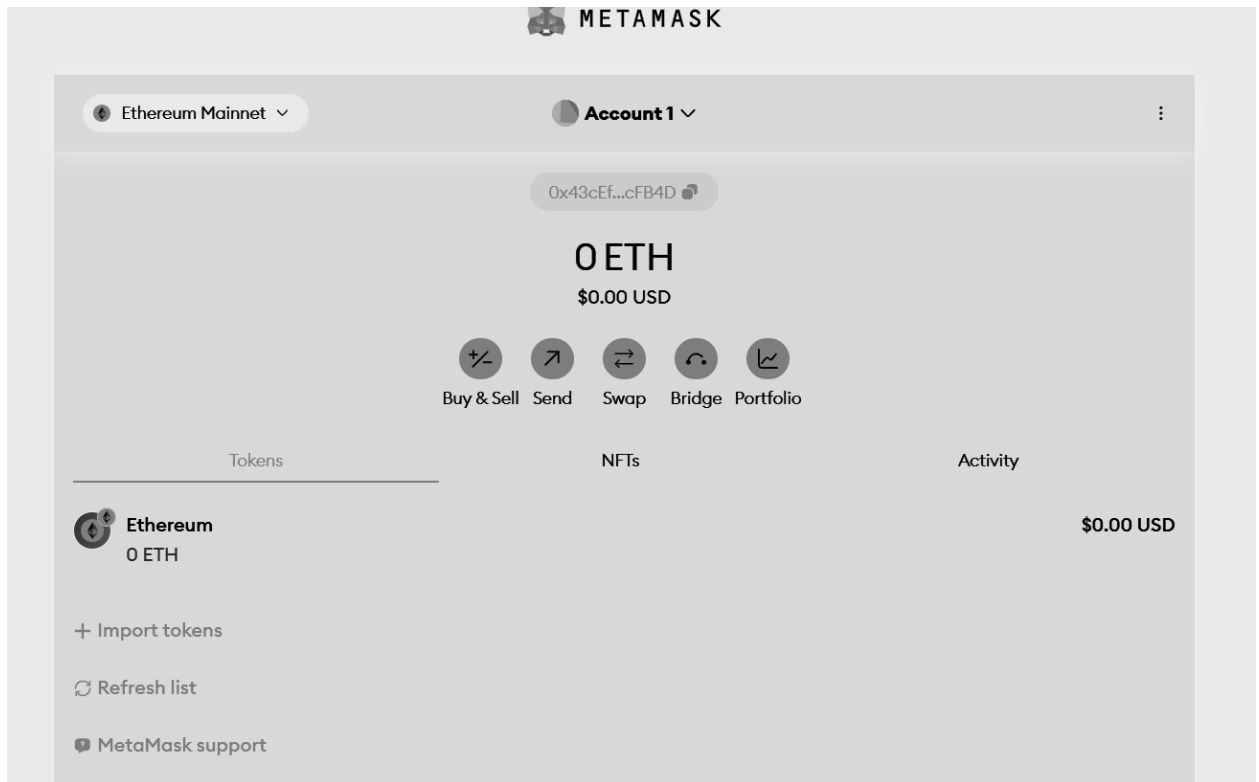 METAMASK
Ethereum Mainnet
Account 1
0x43cEf...cFB4D
0 ETH
$0.00 USD
Buy & Sell Send Swap Bridge Portfolio
Tokens NFTs Activity
Ethereum $0.00 USD
0 ETH
+ Import tokens
Refresh list
MetaMask support